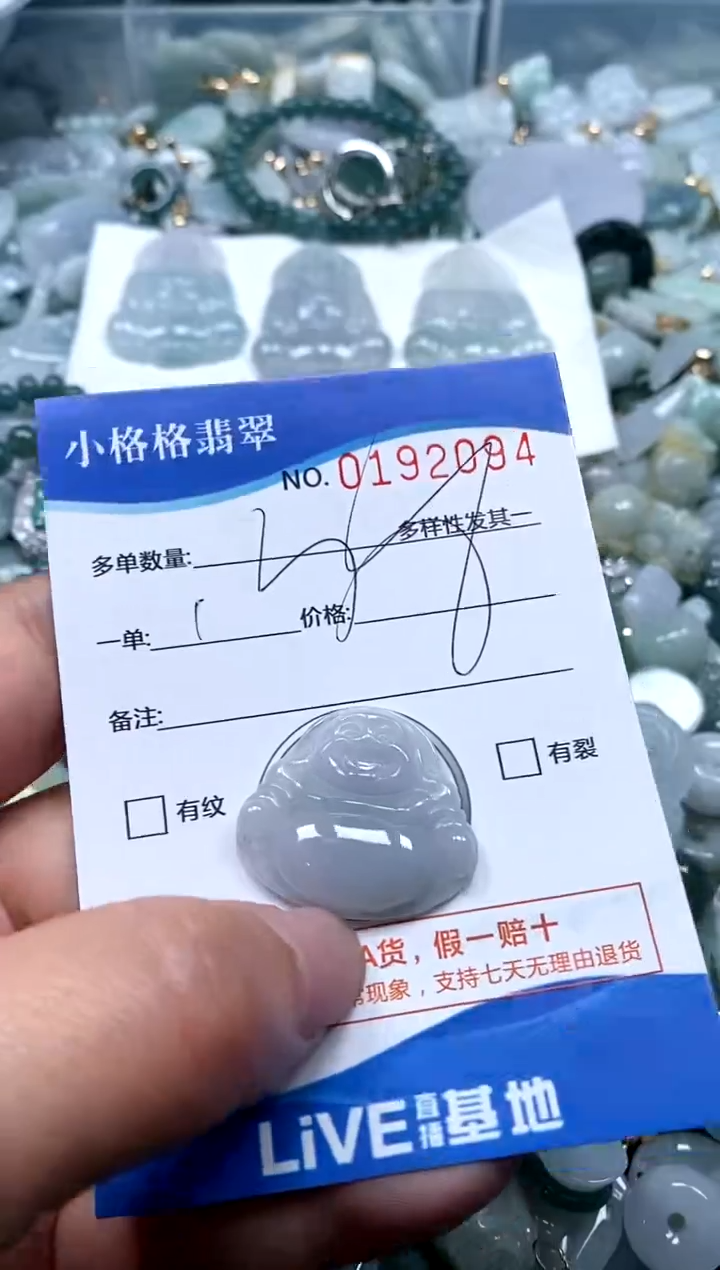 小格格翡翠
NO. 0192094
多单数量:
多样性发其一
一单: 1 价格:
备注:
有纹
有裂
A货，假一赔十
现象，支持七天无理由退货
LiVE直播基地